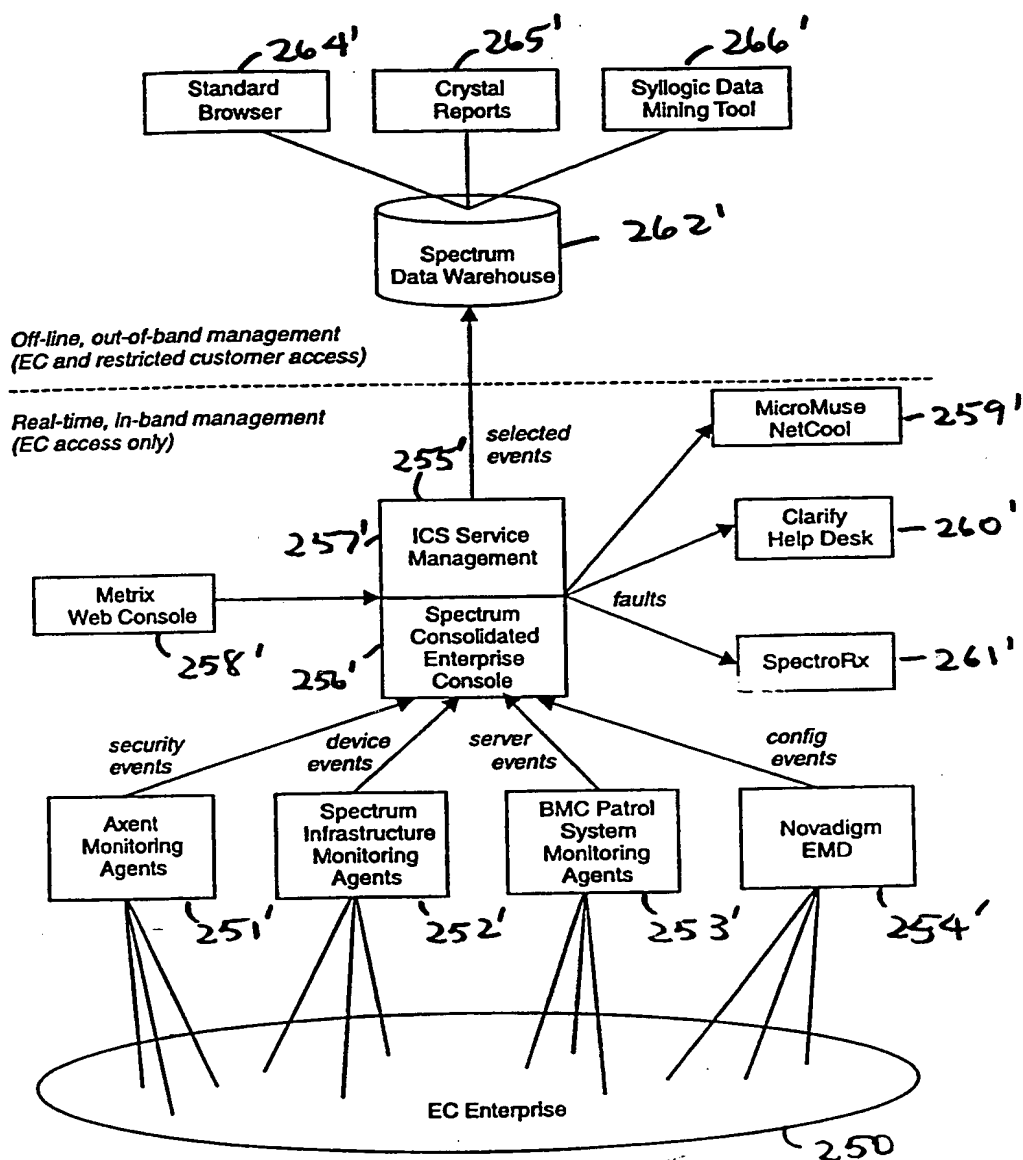 264'
265'
266'
Standard
Browser
Crystal
Reports
Syllogic Data
Mining Tool
262'
Spectrum
Data Warehouse
Off-line, out-of-band management
(EC and restricted customer access)
Real-time, in-band management
(EC access only)
selected
events
MicroMuse
NetCool
259'
255'
257'
ICS Service
Management
Clarify
Help Desk
260'
Metrix
Web Console
258'
faults
256'
Spectrum
Consolidated
Enterprise
Console
SpectroRx
261'
security
events
device
events
server
events
config
events
Axent
Monitoring
Agents
Spectrum
Infrastructure
Monitoring
Agents
BMC Patrol
System
Monitoring
Agents
Novadigm
EMD
251'
252'
253'
254'
EC Enterprise
250